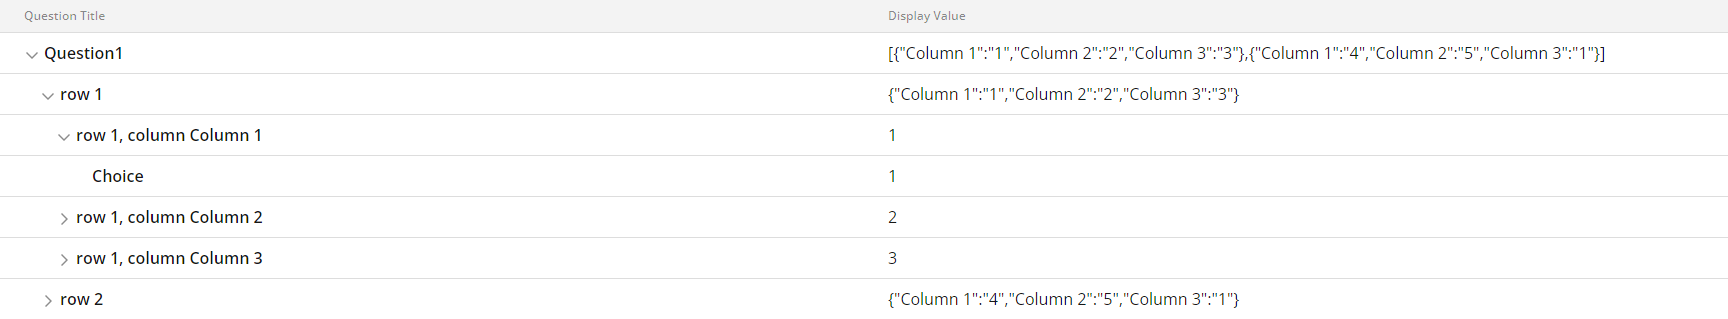 Question Title Display Value
Question1 [{"Column 1":"1","Column 2":"2","Column 3":"3"},{"Column 1":"4","Column 2":"5","Column 3":"1"}]
row 1 {"Column 1":"1","Column 2":"2","Column 3":"3"}
row 1, column Column 1 1
Choice 1
row 1, column Column 2 2
row 1, column Column 3 3
row 2 {"Column 1":"4","Column 2":"5","Column 3":"1"}